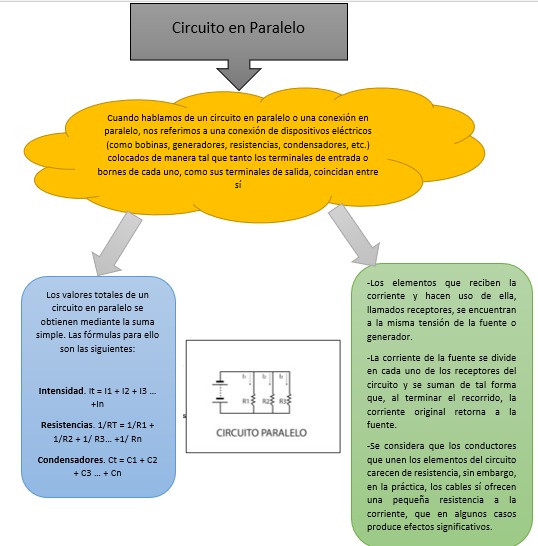 Circuito en Paralelo
Cuando hablamos de un circuito en paralelo o una conexión en
paralelo, nos referimos a una conexión de dispositivos eléctricos
(como bobinas, generadores, resistencias, condensadores, etc.)
colocados de manera tal que tanto los terminales de entrada o
bornes de cada uno, como sus terminales de salida, coincidan entre
sí
Los valores totales de un
circuito en paralelo se
obtienen mediante la suma
simple. Las fórmulas para ello
son las siguientes:
Intensidad. It = I1 + I2 + I3 ...
+In
Resistencias. 1/RT = 1/R1 +
1/R2 + 1/ R3... +1/ Rn
Condensadores. Ct = C1 + C2
+ C3 ... + Cn
s
R1 R2 R3
CIRCUITO PARALELO
-Los elementos que reciben la
corriente y hacen uso de ella,
llamados receptores, se encuentran
a la misma tensión de la fuente o
generador.
-La corriente de la fuente se divide
en cada uno de los receptores del
circuito y se suman de tal forma
que, al terminar el recorrido, la
corriente original retorna a la
fuente.
-Se considera que los conductores
que unen los elementos del circuito
carecen de resistencia, sin embargo,
en la práctica, los cables sí ofrecen
una pequeña resistencia a la
corriente, que en algunos casos
produce efectos significativos.